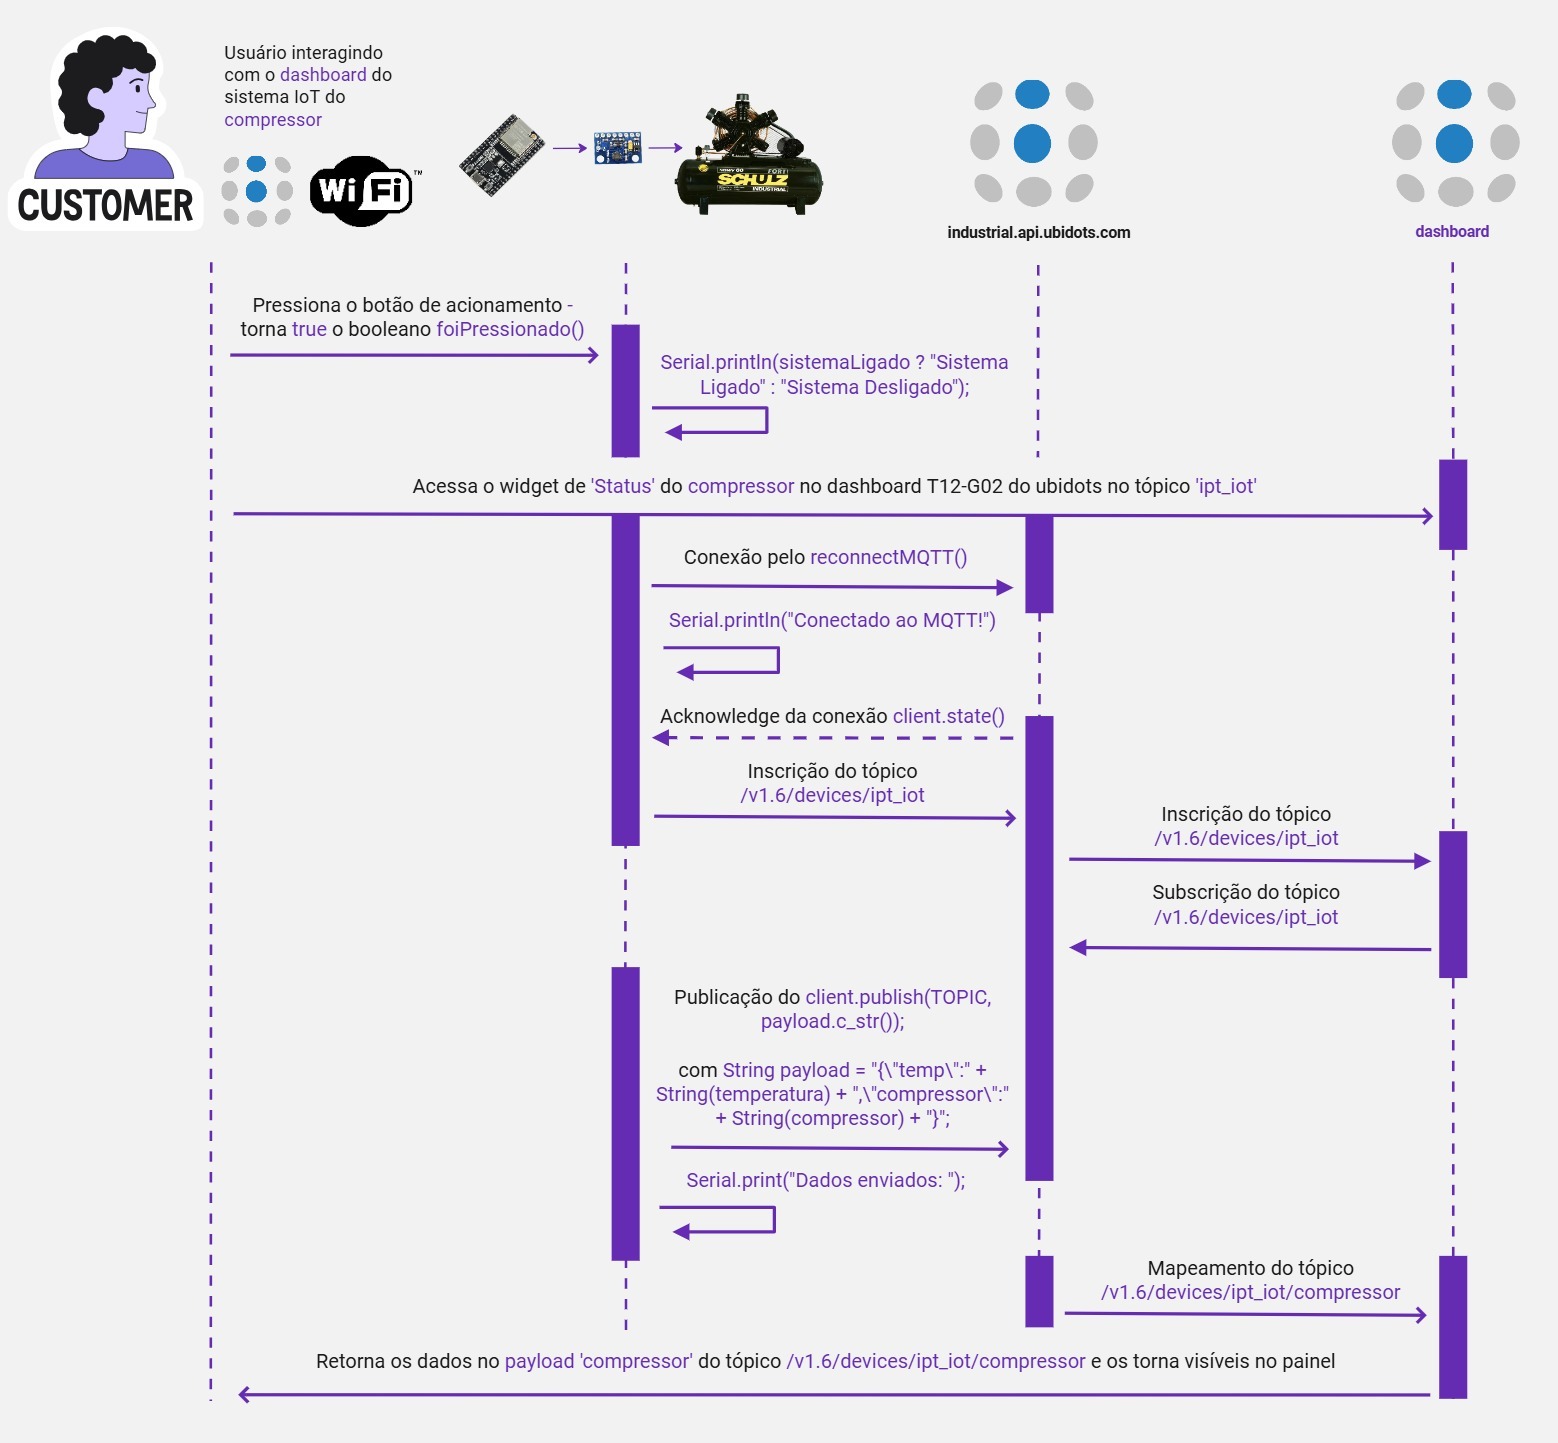 Usuário interagindo
com o dashboard do
sistema IoT do
compressor
CUSTOMER
Wi Fi ™
SCHULZ
INDUSTRIAL
industrial.api.ubidots.com
dashboard
Pressiona o botão de acionamento -
torna true o booleano foiPressionado()
Serial.println(sistemaLigado ? "Sistema
Ligado" : "Sistema Desligado");
Acessa o widget de 'Status' do compressor no dashboard T12-G02 do ubidots no tópico 'ipt_iot'
Conexão pelo reconnectMQTT()
Serial.println("Conectado ao MQTT!")
Acknowledge da conexão client.state()
Inscrição do tópico
/v1.6/devices/ipt_iot
Inscrição do tópico
/v1.6/devices/ipt_iot
Subscrição do tópico
/v1.6/devices/ipt_iot
Publicação do client.publish(TOPIC,
payload.c_str());
com String payload = "{\"temp\":" +
String(temperatura) + ",\"compressor\":"
+ String(compressor) + "}";
Serial.print("Dados enviados: ");
Mapeamento do tópico
/v1.6/devices/ipt_iot/compressor
Retorna os dados no payload 'compressor' do tópico /v1.6/devices/ipt_iot/compressor e os torna visíveis no painel